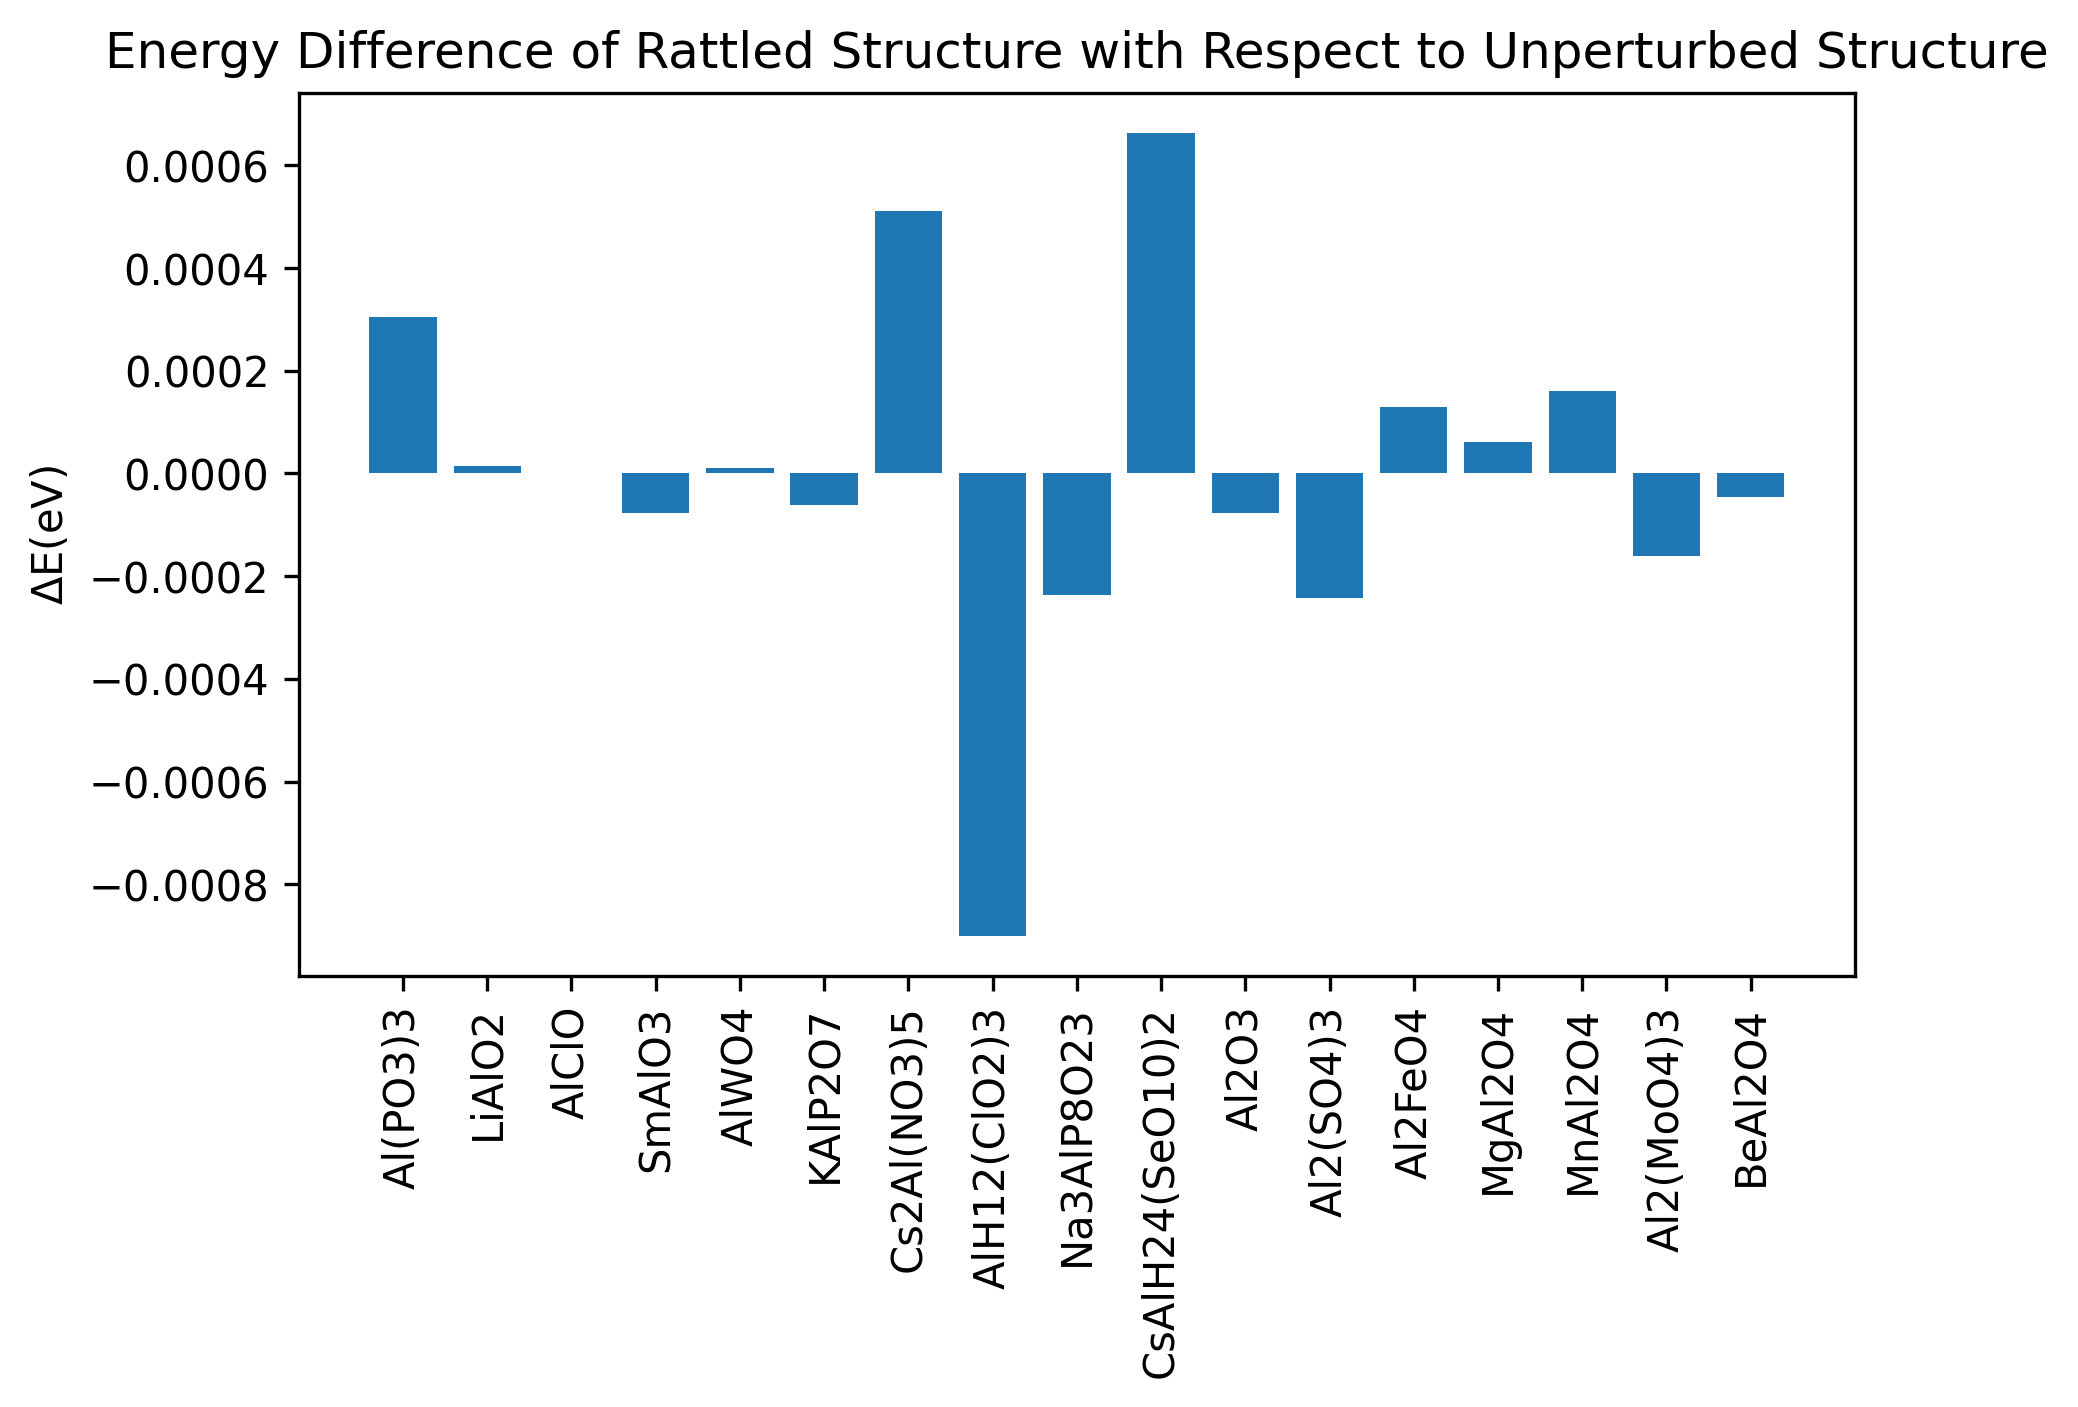 Energy Difference of Rattled Structure with Respect to Unperturbed Structure
ΔE(eV)
0.0006
0.0004
0.0002
0.0000
−0.0002
−0.0004
−0.0006
−0.0008
Al(PO3)3
LiAlO2
AlClO
SmAlO3
AlWO4
KAlP2O7
Cs2Al(NO3)5
AlH12(ClO2)3
Na3AlP8O23
CsAlH24(SeO10)2
Al2O3
Al2(SO4)3
Al2FeO4
MgAl2O4
MnAl2O4
Al2(MoO4)3
BeAl2O4